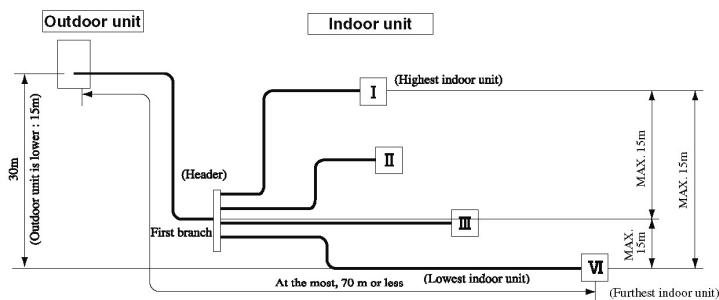 Outdoor unit
Indoor unit
(Highest indoor unit)
I
II
(Header)
III
First branch
VI
(Lowest indoor unit)
At the most, 70 m or less
(Furthest indoor unit)
30m
(Outdoor unit is lower : 15m)
MAX. 15m
MAX. 15m
MAX.
15m